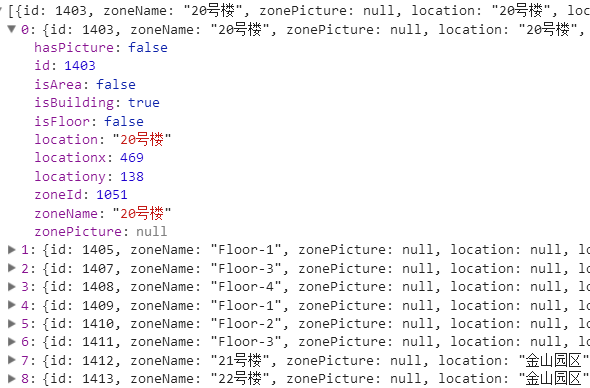 [{id: 1403, zoneName: "20号楼", zonePicture: null, location: "20号楼", loc
0: {id: 1403, zoneName: "20号楼", zonePicture: null, location: "20号楼",
hasPicture: false
id: 1403
isArea: false
isBuilding: true
isFloor: false
location: "20号楼"
locationx: 469
locationy: 138
zoneId: 1051
zoneName: "20号楼"
zonePicture: null
1: {id: 1405, zoneName: "Floor-1", zonePicture: null, location: null, lo
2: {id: 1407, zoneName: "Floor-3", zonePicture: null, location: null, lo
3: {id: 1408, zoneName: "Floor-4", zonePicture: null, location: null, lo
4: {id: 1409, zoneName: "Floor-1", zonePicture: null, location: null, lo
5: {id: 1410, zoneName: "Floor-2", zonePicture: null, location: null, lo
6: {id: 1411, zoneName: "Floor-3", zonePicture: null, location: null, lo
7: {id: 1412, zoneName: "21号楼", zonePicture: null, location: "金山园区"
8: {id: 1413, zoneName: "22号楼", zonePicture: null, location: "金山园区"